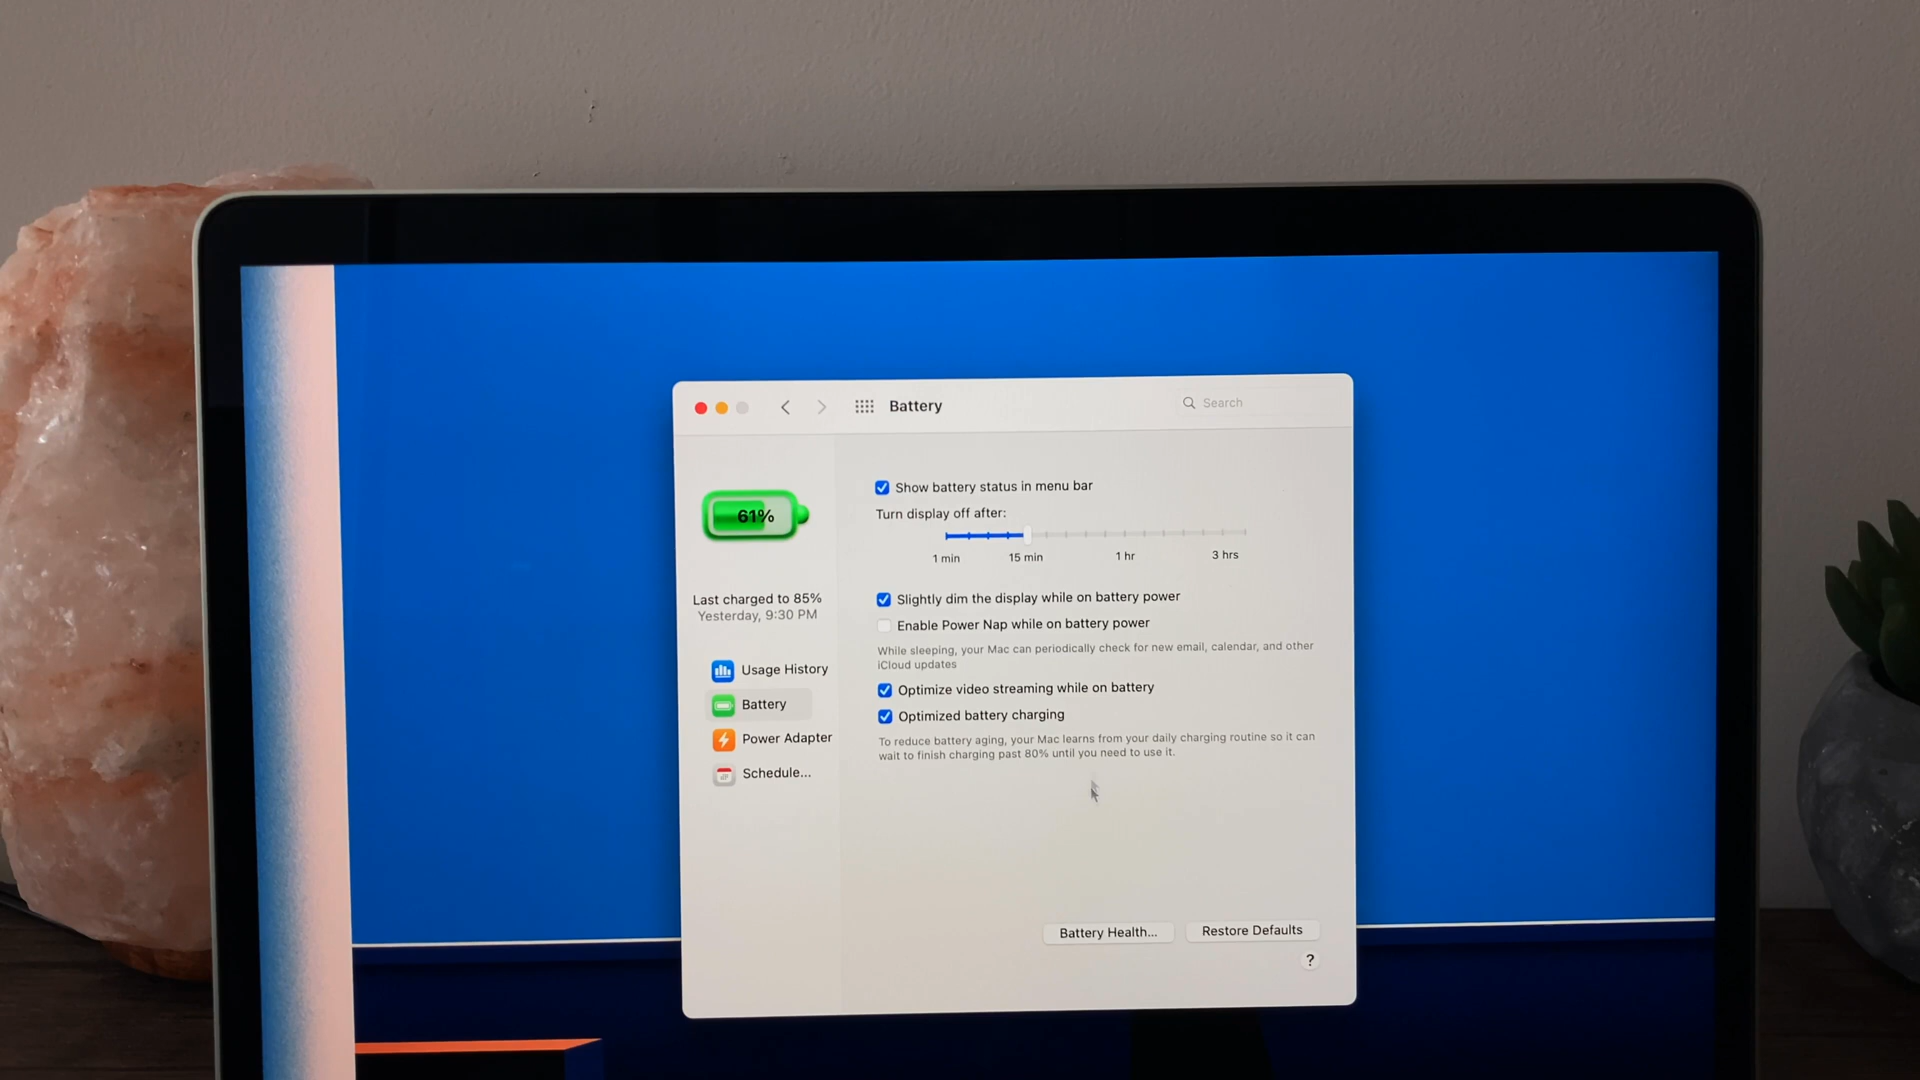 Battery
Search
61%
Last charged to 85%
Yesterday, 9:30 PM
Usage History
Battery
Power Adapter
Schedule...
Show battery status in menu bar
Turn display off after:
1 min 15 min 1 hr 3 hrs
Slightly dim the display while on battery power
Enable Power Nap while on battery power
While sleeping, your Mac can periodically check for new email, calendar, and other
iCloud updates
Optimize video streaming while on battery
Optimized battery charging
To reduce battery aging, your Mac learns from your daily charging routine so it can
wait to finish charging past 80% until you need to use it.
Battery Health...
Restore Defaults
?